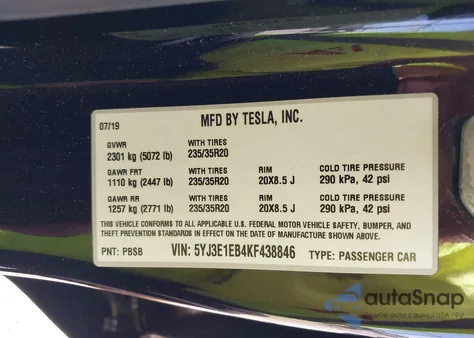 07/19 MFD BY TESLA, INC.
GVWR WITH TIRES
2301 kg (5072 lb) 235/35R20
GAWR FRT WITH TIRES RIM COLD TIRE PRESSURE
1110 kg (2447 lb) 235/35R20 20X8.5 J 290 kPa, 42 psi
GAWR RR WITH TIRES RIM COLD TIRE PRESSURE
1257 kg (2771 lb) 235/35R20 20X8.5 J 290 kPa, 42 psi
THIS VEHICLE CONFORMS TO ALL APPLICABLE U.S. FEDERAL MOTOR VEHICLE SAFETY, BUMPER, AND
THEFT PREVENTION STANDARDS IN EFFECT ON THE DATE OF MANUFACTURE SHOWN ABOVE.
PNT: PBSB VIN: 5YJ3E1EB4KF438846 TYPE: PASSENGER CAR
autoSnap